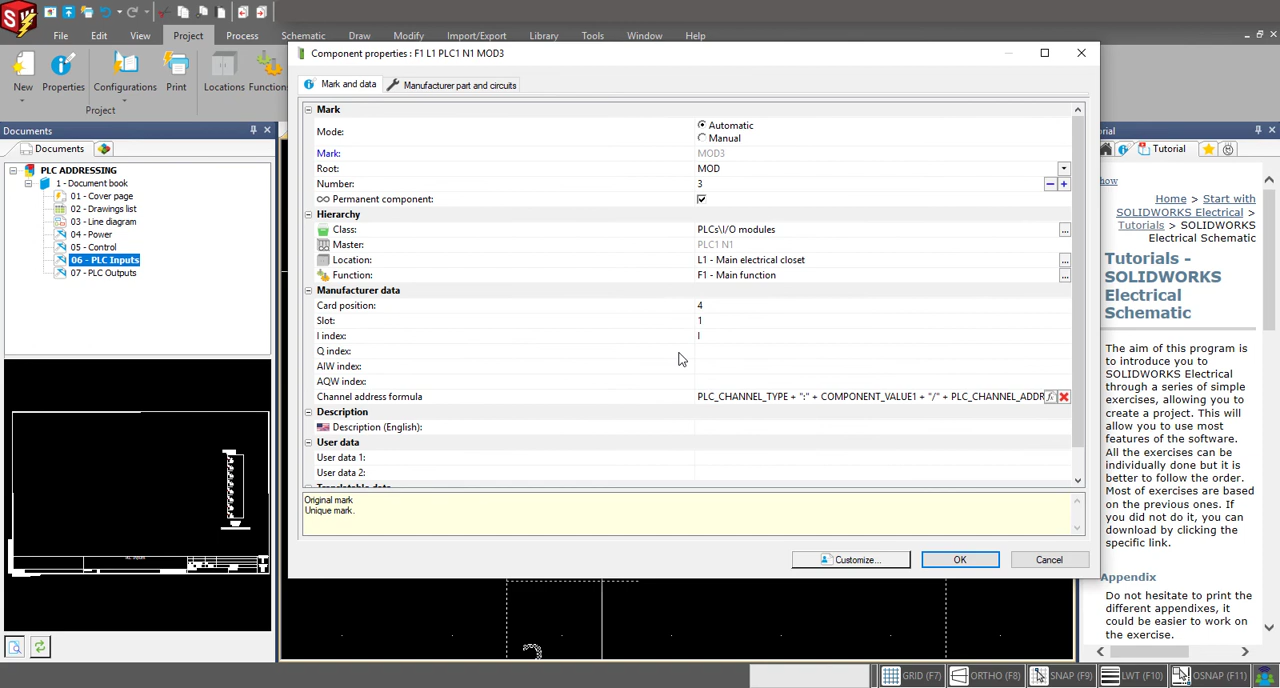 File Edit View Project Process Schematic Import/Export Draw Modify Library Tools Window Help
New Properties Configurations Print Locations Functions
Project
Documents
Documents
PLC ADDRESSING
1 - Document book
01 - Cover page
02 - Drawings list
03 - Line diagram
04 - Power
05 - Control
06 - PLC Inputs
07 - PLC Outputs
Component properties : F1 L1 PLC1 N1 MOD3
Mark and data Manufacturer part and circuits
Mark
Mode: Automatic
Manual
Mark: MOD3
Root: MOD
Number: 3
Permanent component:
Hierarchy
Class: PLCs\I/O modules
Master: PLC1 N1
Location: L1 - Main electrical closet
Function: F1 - Main function
Manufacturer data
Card position: 4
Slot: 1
I index: I
Q index:
AIW index:
AQW index:
Channel address formula PLC_CHANNEL_TYPE + ":" + COMPONENT_VALUE1 + "/" + PLC_CHANNEL_ADDR
Description
Description (English):
User data
User data 1:
User data 2:
Translatable data
Original mark
Unique mark.
Customize... OK Cancel
orial
Tutorial
how
Home > Start with
SOLIDWORKS Electrical >
Tutorials > SOLIDWORKS
Electrical Schematic
Tutorials -
SOLIDWORKS
Electrical
Schematic
The aim of this program is
to introduce you to
SOLIDWORKS Electrical
through a series of simple
exercises, allowing you to
create a project. This will
allow you to use most
features of the software.
All the exercises can be
individually done but it is
better to follow the order.
Most of exercises are based
on the previous ones. If
you did not do it, you can
download by clicking the
specific link.
Appendix
Do not hesitate to print the
different appendixes, it
could be easier to work on
the exercise.
GRID (F7) ORTHO (F8) SNAP (F9) LWT (F10) OSNAP (F11)